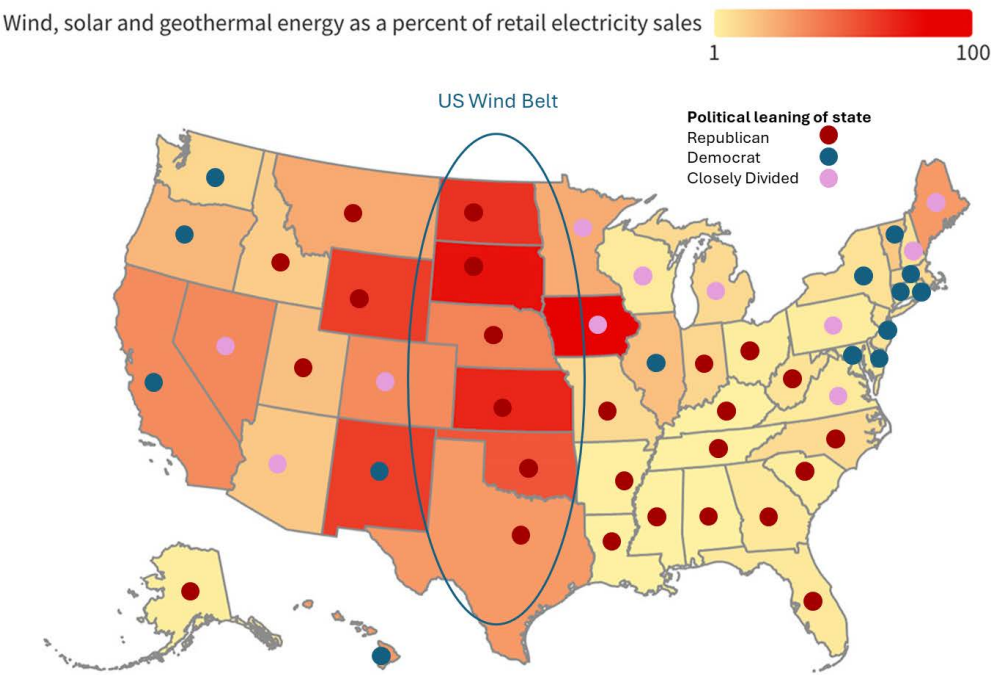 Wind, solar and geothermal energy as a percent of retail electricity sales
1 100
US Wind Belt
Political leaning of state
Republican
Democrat
Closely Divided